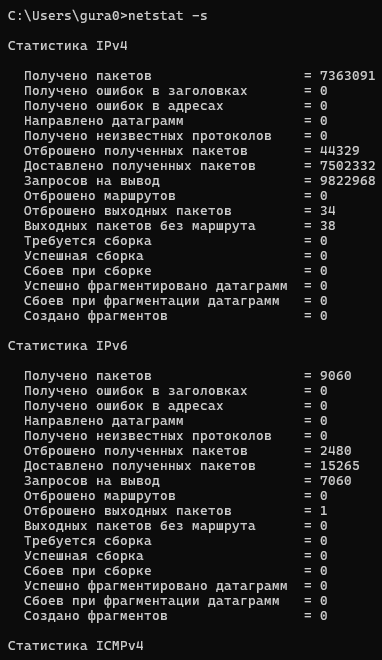 C:\Users\gura0>netstat -s
Статистика IPv4
Получено пакетов = 7363091
Получено ошибок в заголовках = 0
Получено ошибок в адресах = 0
Направлено датаграмм = 0
Получено неизвестных протоколов = 0
Отброшено полученных пакетов = 44329
Доставлено полученных пакетов = 7502332
Запросов на вывод = 9822968
Отброшено маршрутов = 0
Отброшено выходных пакетов = 34
Выходных пакетов без маршрута = 38
Требуется сборка = 0
Успешная сборка = 0
Сбоев при сборке = 0
Успешно фрагментировано датаграмм = 0
Сбоев при фрагментации датаграмм = 0
Создано фрагментов = 0
Статистика IPv6
Получено пакетов = 9060
Получено ошибок в заголовках = 0
Получено ошибок в адресах = 0
Направлено датаграмм = 0
Получено неизвестных протоколов = 0
Отброшено полученных пакетов = 2480
Доставлено полученных пакетов = 15265
Запросов на вывод = 7060
Отброшено маршрутов = 0
Отброшено выходных пакетов = 1
Выходных пакетов без маршрута = 0
Требуется сборка = 0
Успешная сборка = 0
Сбоев при сборке = 0
Успешно фрагментировано датаграмм = 0
Сбоев при фрагментации датаграмм = 0
Создано фрагментов = 0
Статистика ICMPv4